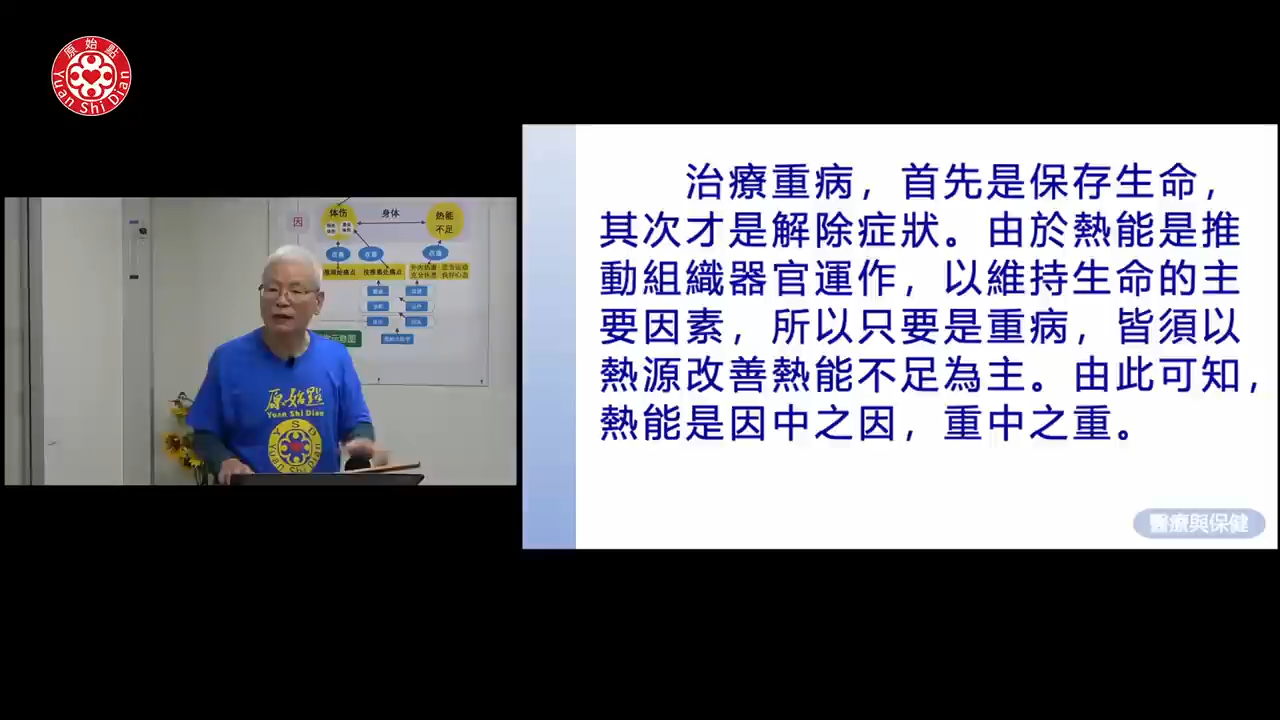 原始點
Yuan Shi Dian
治療重病，首先是保存生命，
其次才是解除症狀。由於熱能是推
動組織器官運作，以維持生命的主
要因素，所以只要是重病，皆須以
熱源改善熱能不足為主。由此可知，
熱能是因中之因，重中之重。
醫療與保健
因
体伤
身体
热能
不足
原始點
Yuan Shi Dian
YSD
Yuan Shi Dian